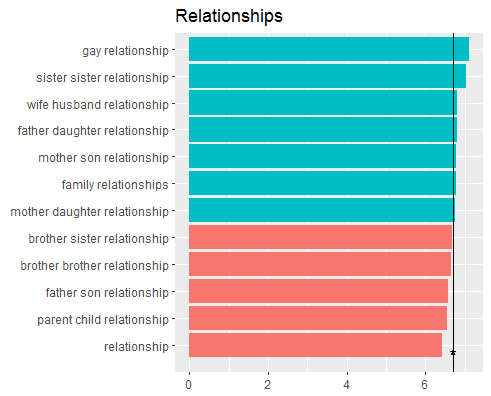 Relationships
gay relationship
sister sister relationship
wife husband relationship
father daughter relationship
mother son relationship
family relationships
mother daughter relationship
brother sister relationship
brother brother relationship
father son relationship
parent child relationship
relationship
0 2 4 6